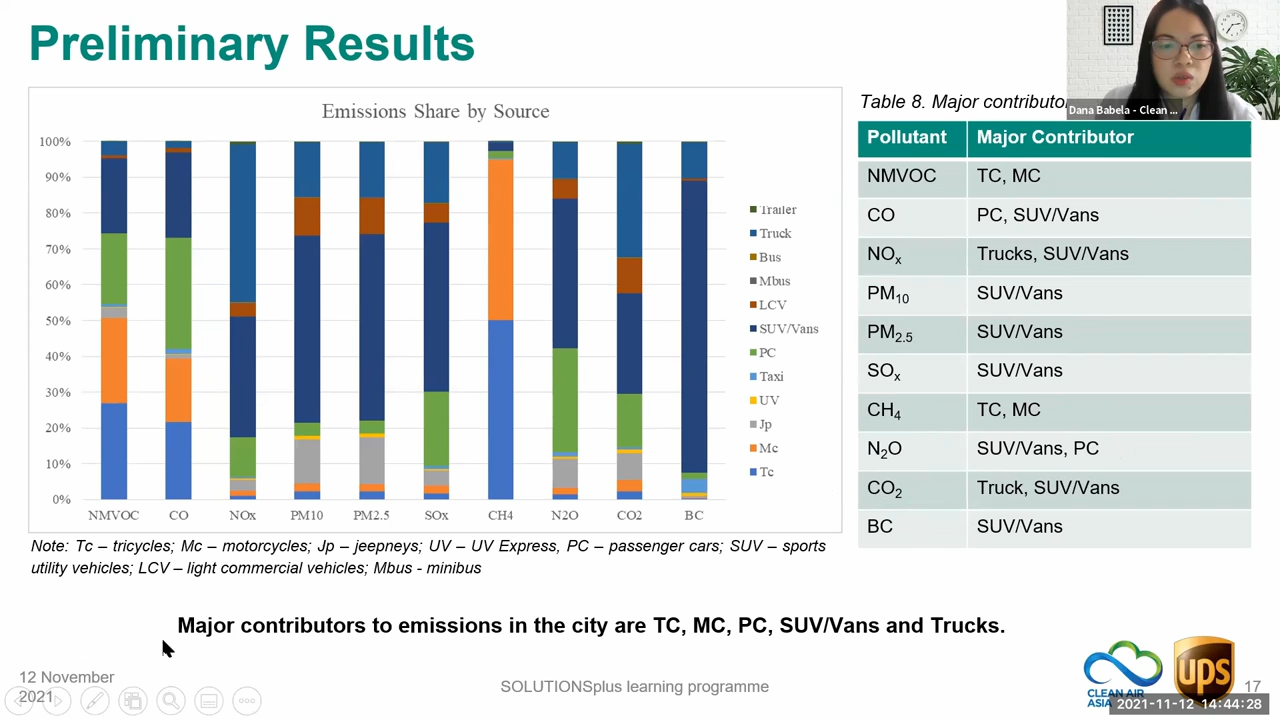 Preliminary Results
Emissions Share by Source
100%
90%
80%
70%
60%
50%
40%
30%
20%
10%
0%
NMVOC CO NOx PM10 PM2.5 SOx CH4 N2O CO2 BC
Trailer
Truck
Bus
Mbus
LCV
SUV/Vans
PC
Taxi
UV
Jp
Mc
Tc
Note: Tc – tricycles; Mc – motorcycles; Jp – jeepneys; UV – UV Express, PC – passenger cars; SUV – sports
utility vehicles; LCV – light commercial vehicles; Mbus - minibus
Dana Babela - Clean ...
Table 8. Major contributo
Pollutant Major Contributor
NMVOC TC, MC
CO PC, SUV/Vans
NOx Trucks, SUV/Vans
PM10 SUV/Vans
PM2.5 SUV/Vans
SOx SUV/Vans
CH4 TC, MC
N2O SUV/Vans, PC
CO2 Truck, SUV/Vans
BC SUV/Vans
Major contributors to emissions in the city are TC, MC, PC, SUV/Vans and Trucks.
12 November
2021
SOLUTIONSplus learning programme
CLEAN AIR
ASIA
ups
17
2021-11-12 14:44:28